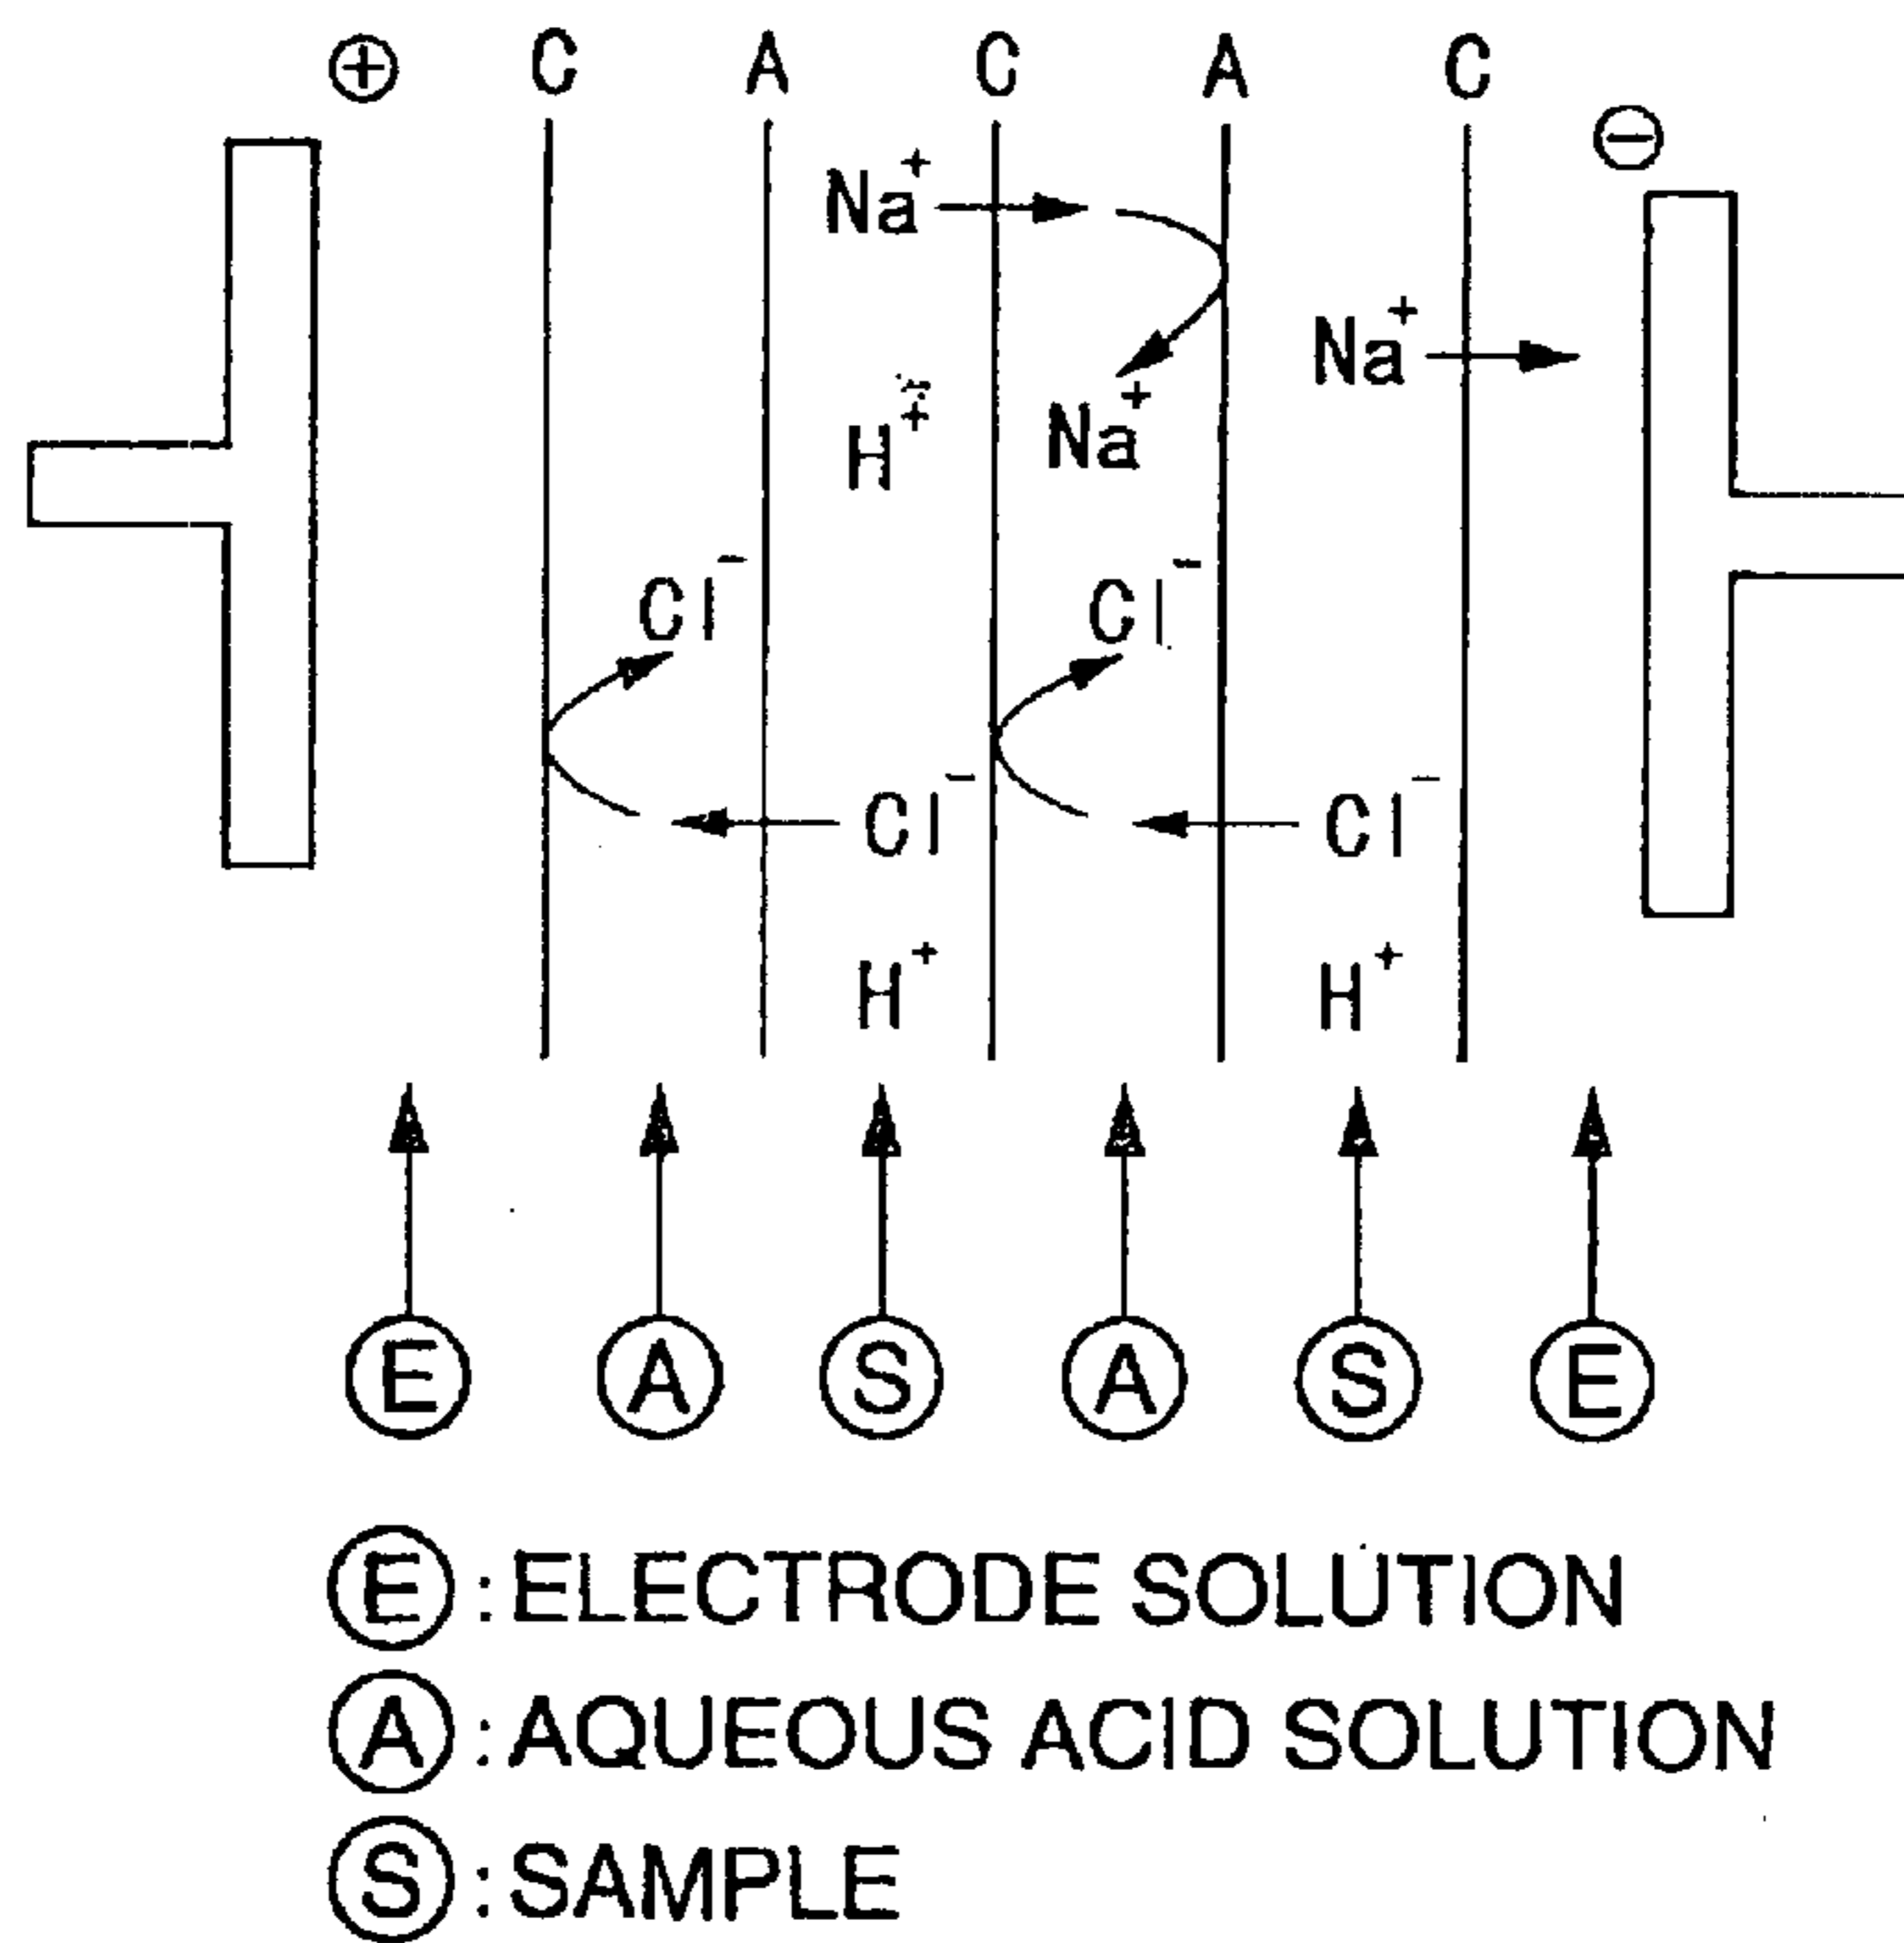 ⊕ C A C A C
⊖
Na⁺
Na⁺
H⁺
Na⁺
Cl⁻ Cl⁻
Cl⁻ Cl⁻
H⁺ H⁺
Ⓔ Ⓐ Ⓢ Ⓐ Ⓢ Ⓔ
Ⓔ:ELECTRODE SOLUTION
Ⓐ:AQUEOUS ACID SOLUTION
Ⓢ:SAMPLE